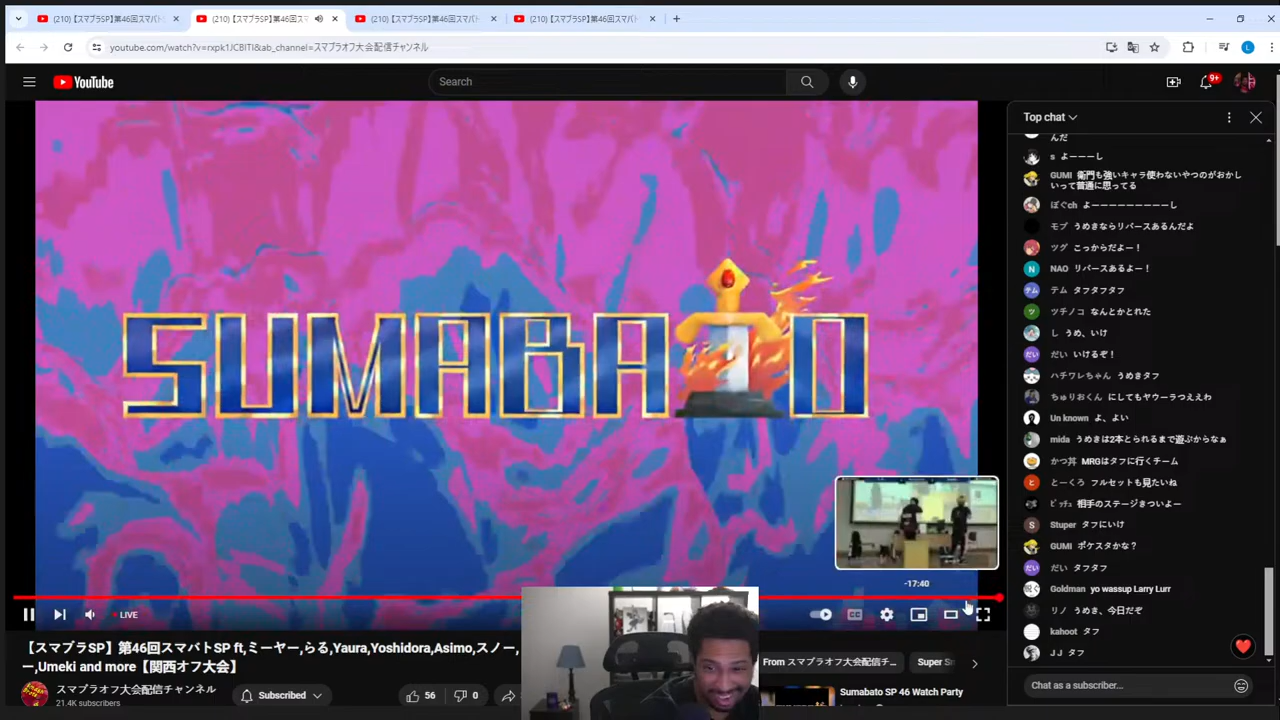 (210)【スマブラSP】第46回スマバト
(210)【スマブラSP】第46回ス
(210)【スマブラSP】第46回スマバト
(210)【スマブラSP】第46回スマバト
youtube.com/watch?v=rxpk1JCBITI&ab_channel=スマブラオフ大会配信チャンネル
YouTube
Search
9+
L
SUMABATO
-17:40
LIVE
【スマブラSP】第46回スマバトSP ft,ミーヤー,らる,Yaura,Yoshidora,Asimo,スノー,
ー,Umeki and more【関西オフ大会】
スマブラオフ大会配信チャンネル
21.4K subscribers
Subscribed
56
0
From スマブラオフ大会配信チ...
Super Sm
Sumabato SP 46 Watch Party
Top chat
んだ
s よーーーし
GUMI 衛門も強いキャラ使わないやつのがおかし
いって普通に思ってる
ぼぐch よーーーーーーーーーーし
モブ うめきならリバースあるんだよ
ツグ こっからだよー！
NAO リバースあるよー！
テム タフタフタフ
ツチノコ なんとかとれた
し うめ、いけ
だい いけるぞ！
ハチワレちゃん うめきタフ
ちゅりおくん にしてもヤウーラつええわ
Un known よ、よい
mida うめきは2本とられるまで遊ぶからなぁ
かつ丼 MRGはタフに行くチーム
とーくろ フルセットも見たいね
ﾋﾟｯﾁｭ 相手のステージきついよー
Stuper タフにいけ
GUMI ポケスタかな？
だい タフタフ
Goldman yo wassup Larry Lurr
リノ うめき、今日だぞ
kahoot タフ
J J タフ
Chat as a subscriber...